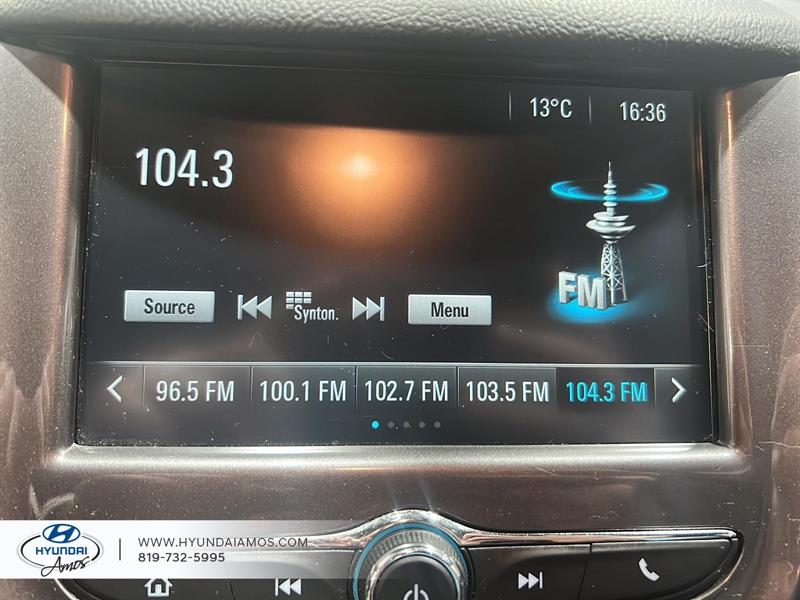 13°C 16:36
104.3
FM
Source Synton. Menu
96.5 FM 100.1 FM 102.7 FM 103.5 FM 104.3 FM
HYUNDAI
Amos
WWW.HYUNDAIAMOS.COM
819-732-5995